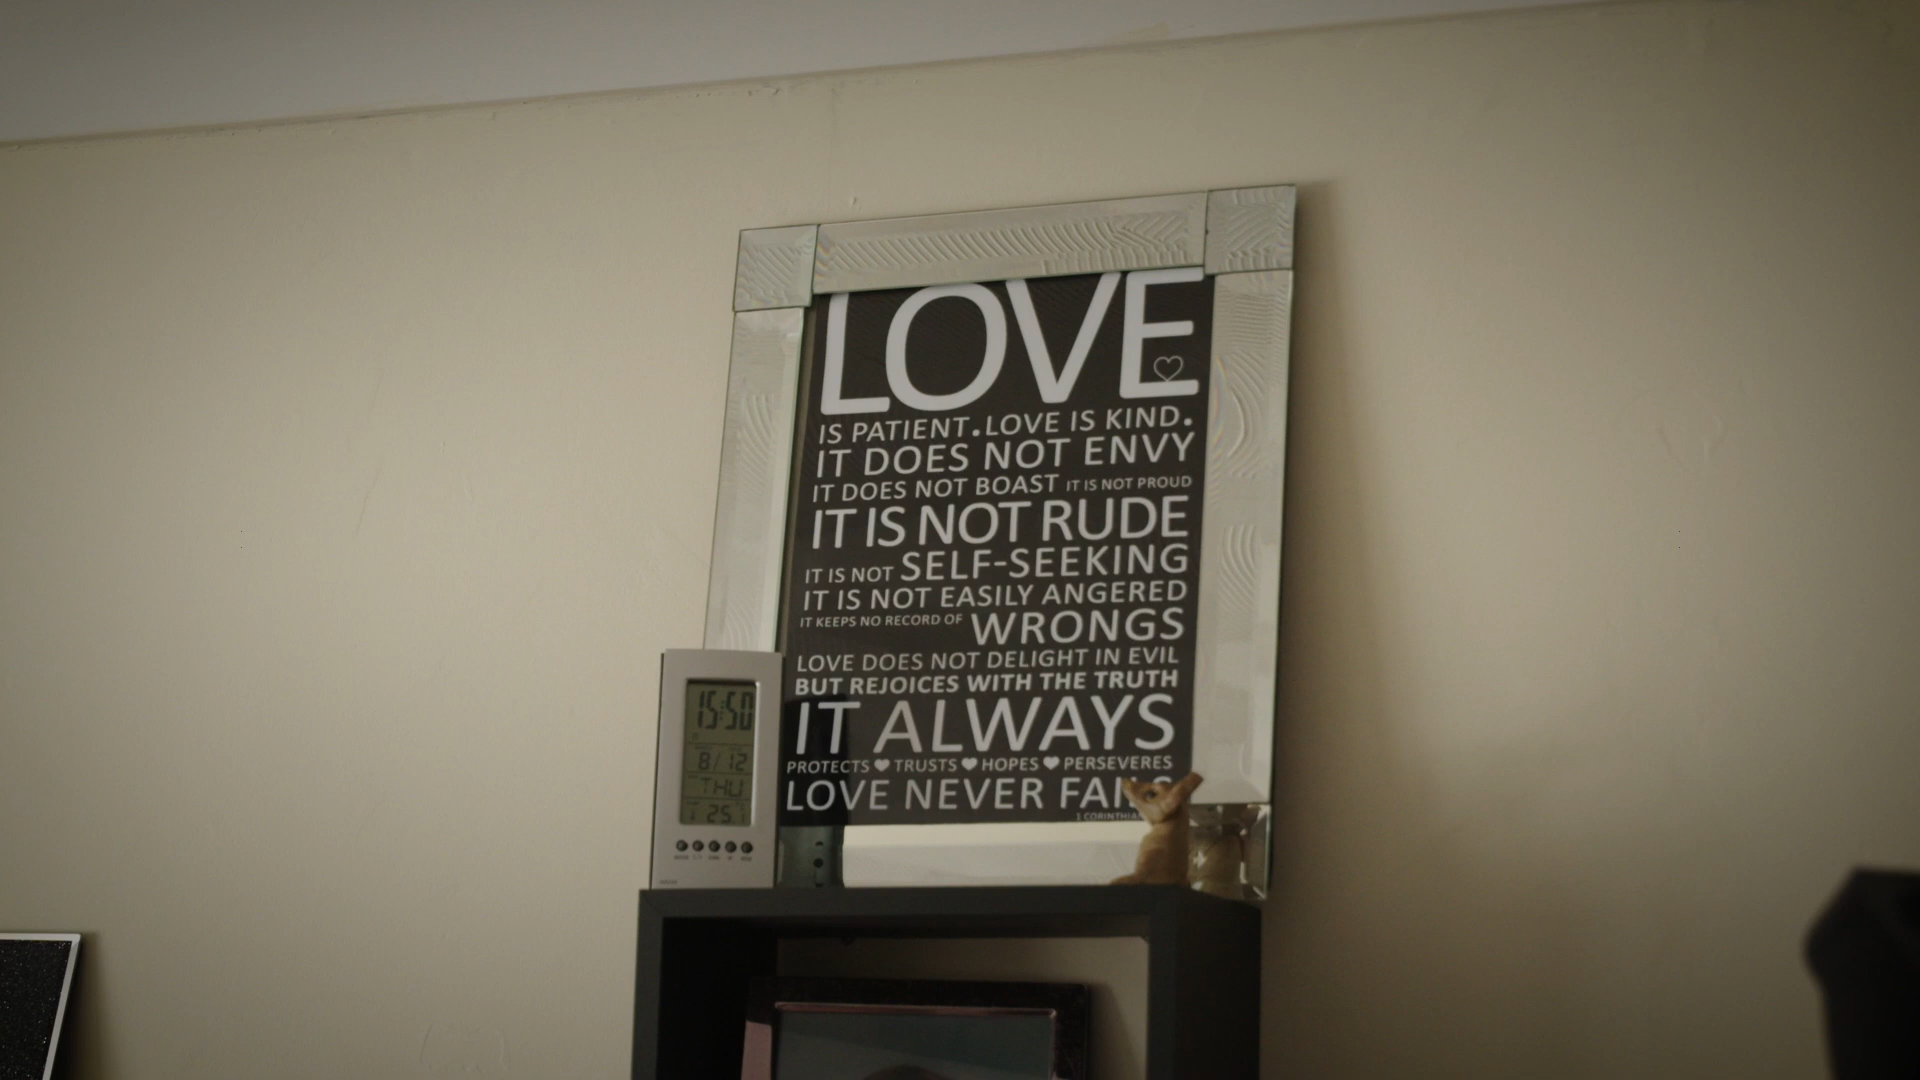 LOVE
IS PATIENT. LOVE IS KIND.
IT DOES NOT ENVY
IT DOES NOT BOAST IT IS NOT PROUD
IT IS NOT RUDE
IT IS NOT SELF-SEEKING
IT IS NOT EASILY ANGERED
IT KEEPS NO RECORD OF WRONGS
LOVE DOES NOT DELIGHT IN EVIL
BUT REJOICES WITH THE TRUTH
IT ALWAYS
PROTECTS ♥ TRUSTS ♥ HOPES ♥ PERSEVERES
LOVE NEVER
1
15:50
8/12
THU
25